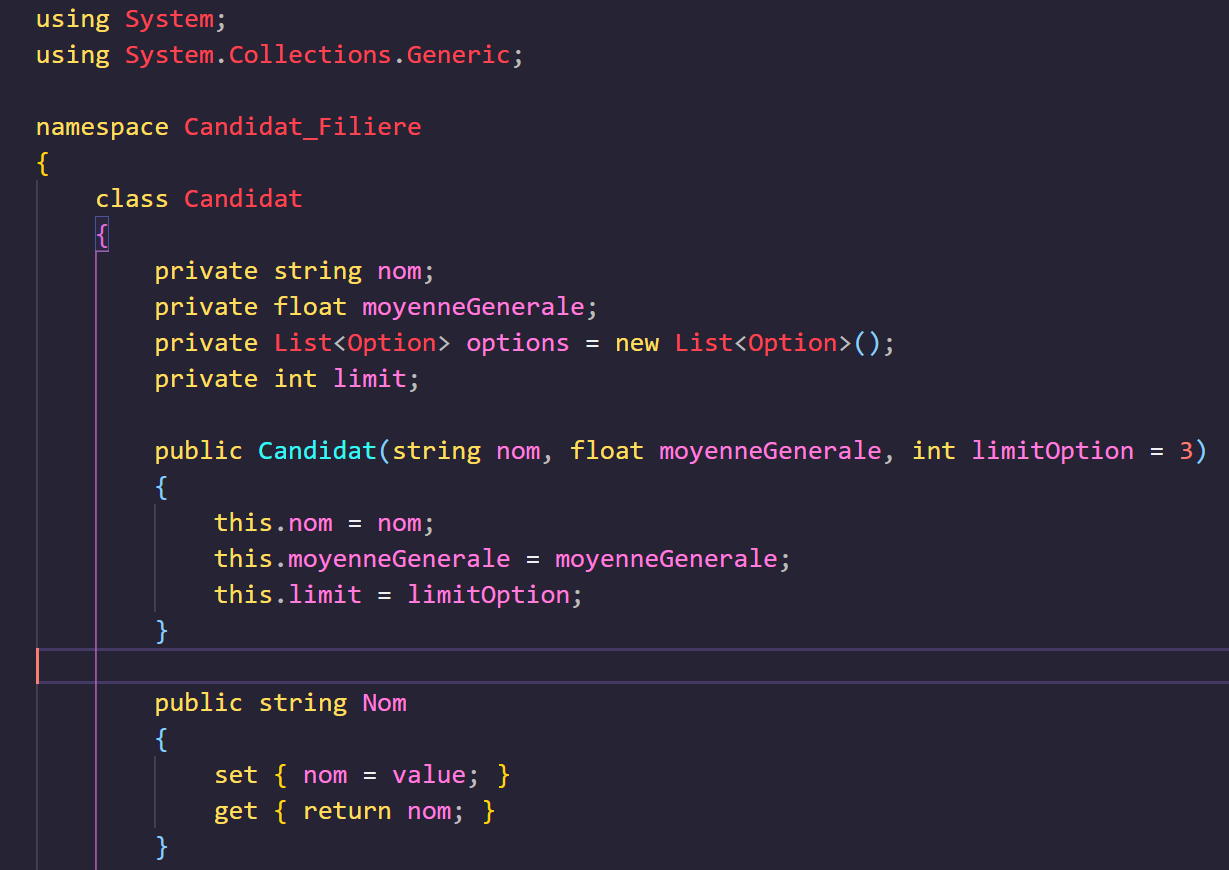 using System;
using System.Collections.Generic;
namespace Candidat_Filiere
{
class Candidat
{
private string nom;
private float moyenneGenerale;
private List<Option> options = new List<Option>();
private int limit;
public Candidat(string nom, float moyenneGenerale, int limitOption = 3)
{
this.nom = nom;
this.moyenneGenerale = moyenneGenerale;
this.limit = limitOption;
}
public string Nom
{
set { nom = value; }
get { return nom; }
}